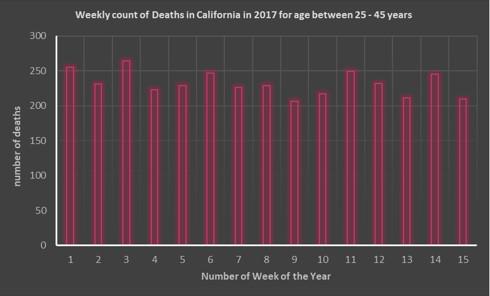 Weekly count of Deaths in California in 2017 for age between 25 - 45 years
300
250
200
150
100
50
0
number of deaths
1 2 3 4 5 6 7 8 9 10 11 12 13 14 15
Number of Week of the Year